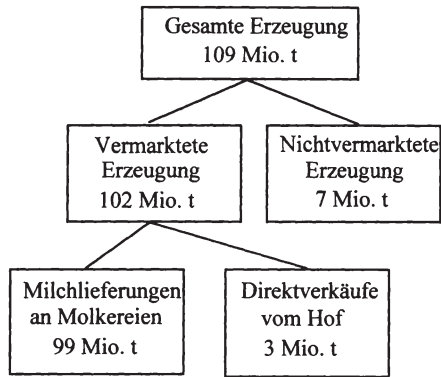 Gesamte Erzeugung
109 Mio. t
Vermarktete
Erzeugung
102 Mio. t
Nichtvermarktete
Erzeugung
7 Mio. t
Milchlieferungen
an Molkereien
99 Mio. t
Direktverkäufe
vom Hof
3 Mio. t